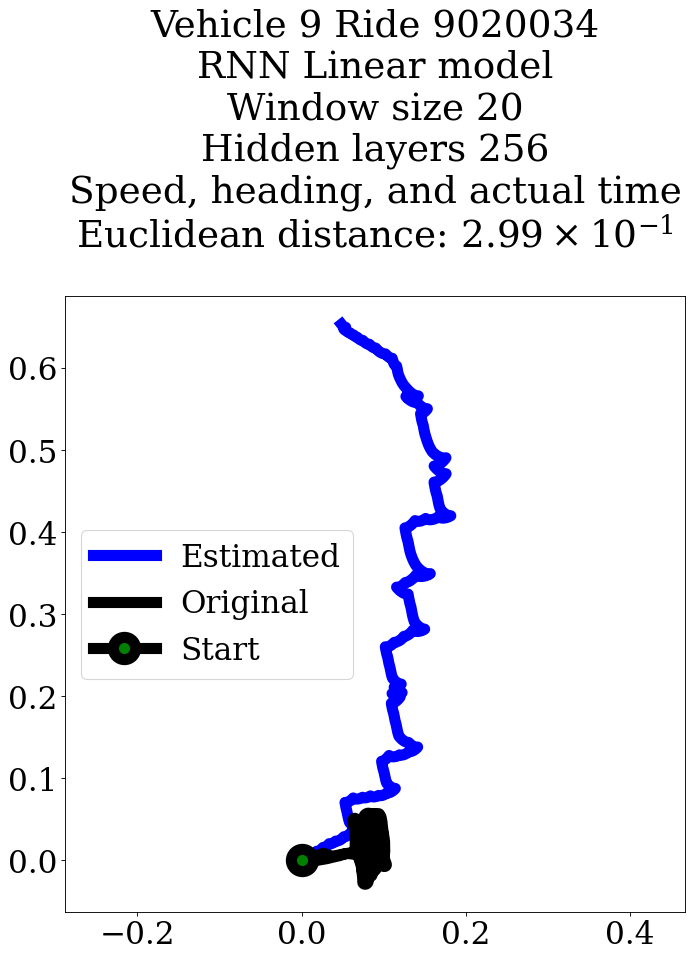 Vehicle 9 Ride 9020034
RNN Linear model
Window size 20
Hidden layers 256
Speed, heading, and actual time
Euclidean distance: 2.99 × 10⁻¹
0.6
0.5
0.4
0.3
0.2
0.1
0.0
Estimated
Original
Start
−0.2
0.0
0.2
0.4